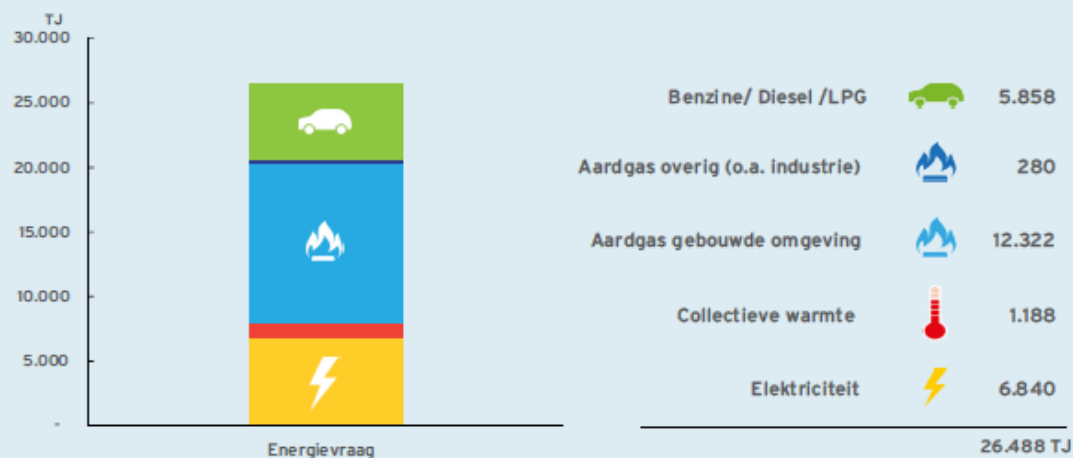 TJ
30.000
25.000
20.000
15.000
10.000
5.000
-
Energievraag
Benzine/ Diesel /LPG 5.858
Aardgas overig (o.a. industrie) 280
Aardgas gebouwde omgeving 12.322
Collectieve warmte 1.188
Elektriciteit 6.840
26.488 TJ